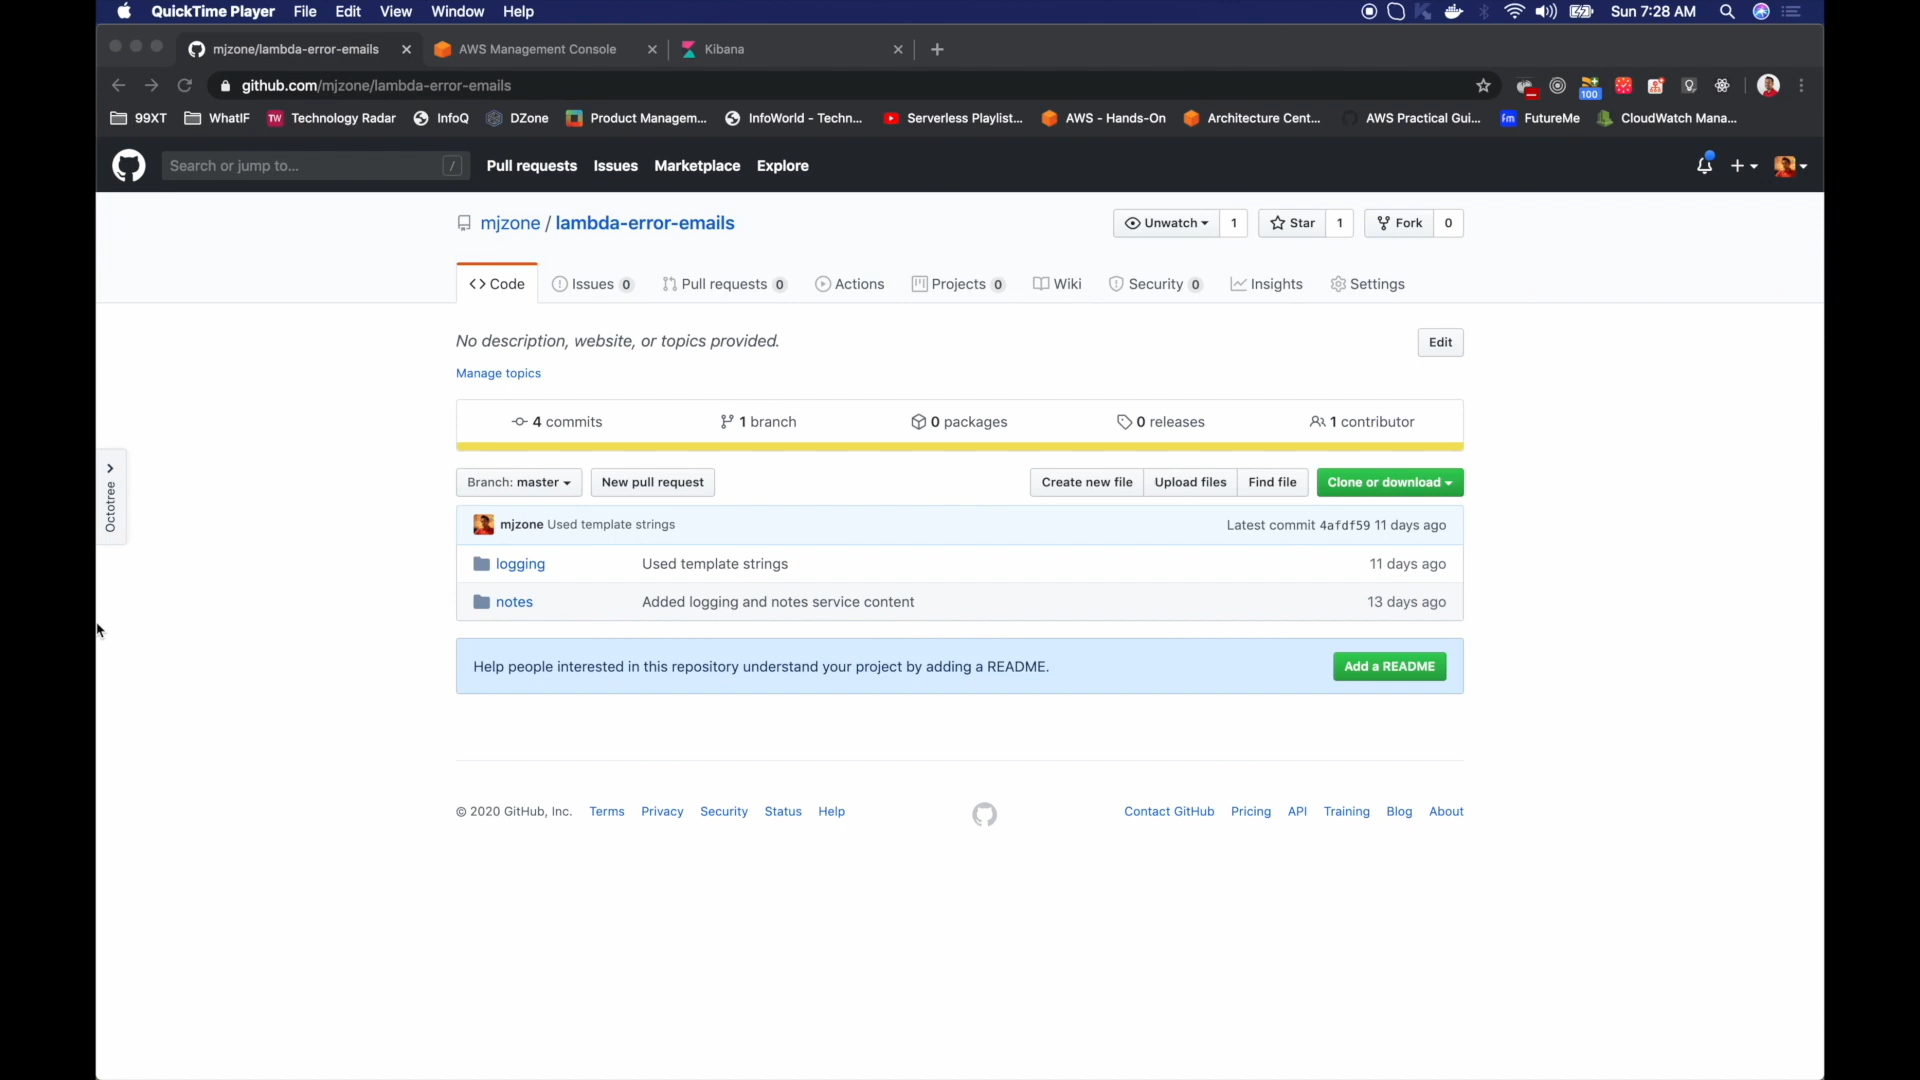 QuickTime Player File Edit View Window Help Sun 7:28 AM
mjzone/lambda-error-emails AWS Management Console Kibana
github.com/mjzone/lambda-error-emails 100
99XT WhatIF TW Technology Radar InfoQ DZone Product Managem... InfoWorld - Techn... Serverless Playlist... AWS - Hands-On Architecture Cent... AWS Practical Gui... fm FutureMe CloudWatch Mana...
Search or jump to... / Pull requests Issues Marketplace Explore
mjzone / lambda-error-emails Unwatch 1 Star 1 Fork 0
Code Issues 0 Pull requests 0 Actions Projects 0 Wiki Security 0 Insights Settings
No description, website, or topics provided. Edit
Manage topics
4 commits 1 branch 0 packages 0 releases 1 contributor
Octotree
Branch: master New pull request Create new file Upload files Find file Clone or download
mjzone Used template strings Latest commit 4afdf59 11 days ago
logging Used template strings 11 days ago
notes Added logging and notes service content 13 days ago
Help people interested in this repository understand your project by adding a README. Add a README
© 2020 GitHub, Inc. Terms Privacy Security Status Help Contact GitHub Pricing API Training Blog About